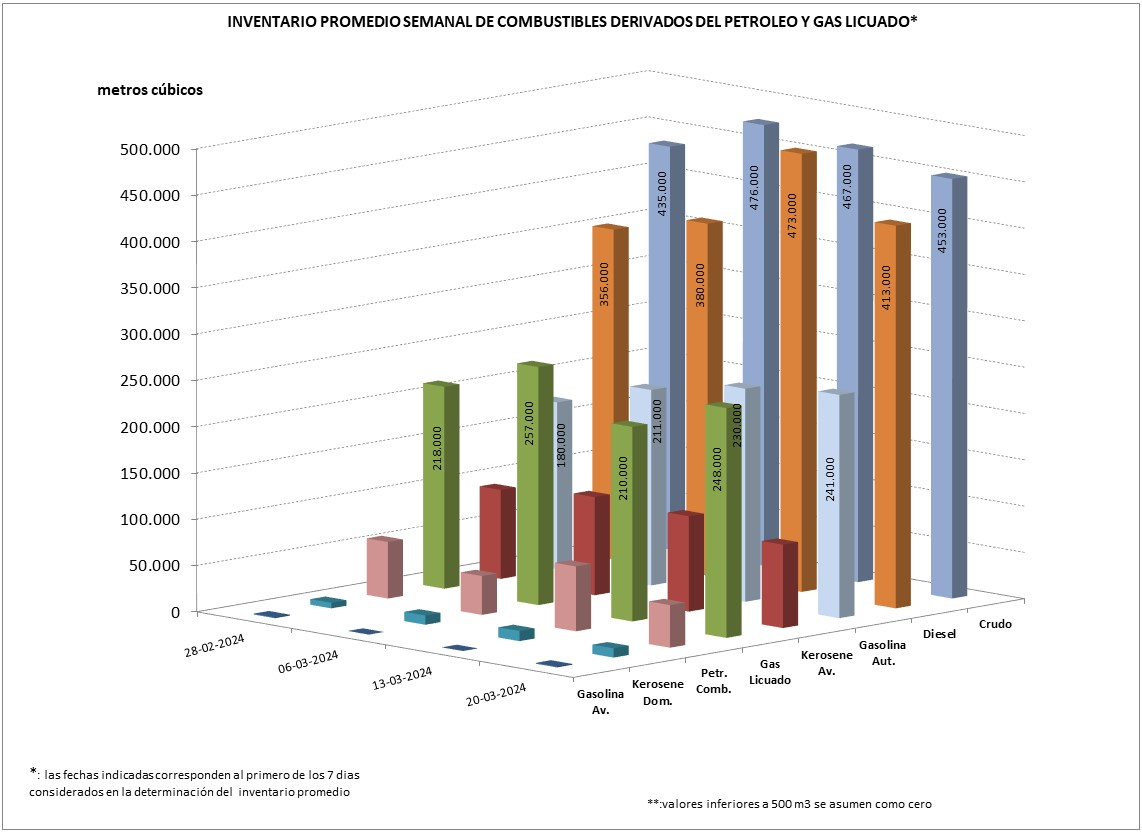 INVENTARIO PROMEDIO SEMANAL DE COMBUSTIBLES DERIVADOS DEL PETROLEO Y GAS LICUADO*
metros cúbicos
500.000
450.000
400.000
350.000
300.000
250.000
200.000
150.000
100.000
50.000
0
435.000
476.000
467.000
453.000
356.000
380.000
473.000
413.000
180.000
211.000
230.000
241.000
218.000
257.000
210.000
248.000
28-02-2024
06-03-2024
13-03-2024
20-03-2024
Gasolina
Av.
Kerosene
Dom.
Petr.
Comb.
Gas
Licuado
Kerosene
Av.
Gasolina
Aut.
Diesel
Crudo
*: las fechas indicadas corresponden al primero de los 7 dias
considerados en la determinación del inventario promedio
**:valores inferiores a 500 m3 se asumen como cero